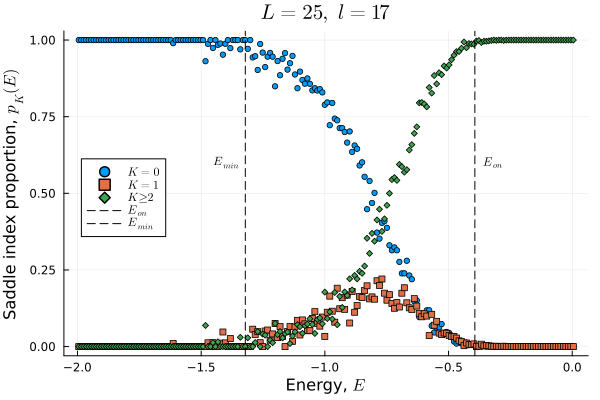 L = 25, l = 17
Saddle index proportion, p_K(E)
1.00
0.75
0.50
0.25
0.00
E_min
E_on
K = 0
K = 1
K≥2
E_on
E_min
−2.0 −1.5 −1.0 −0.5 0.0
Energy, E